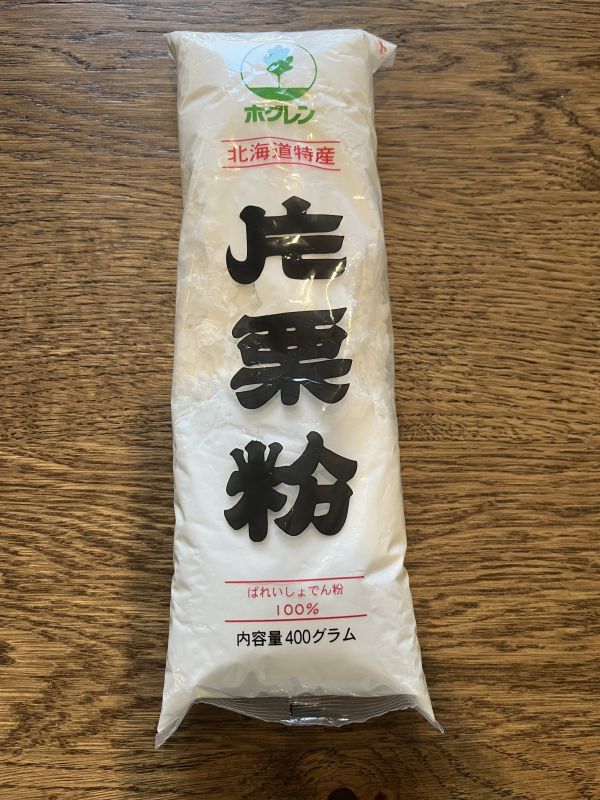 ホクレン
北海道特産
片栗粉
ばれいしょでん粉
100%
内容量400グラム